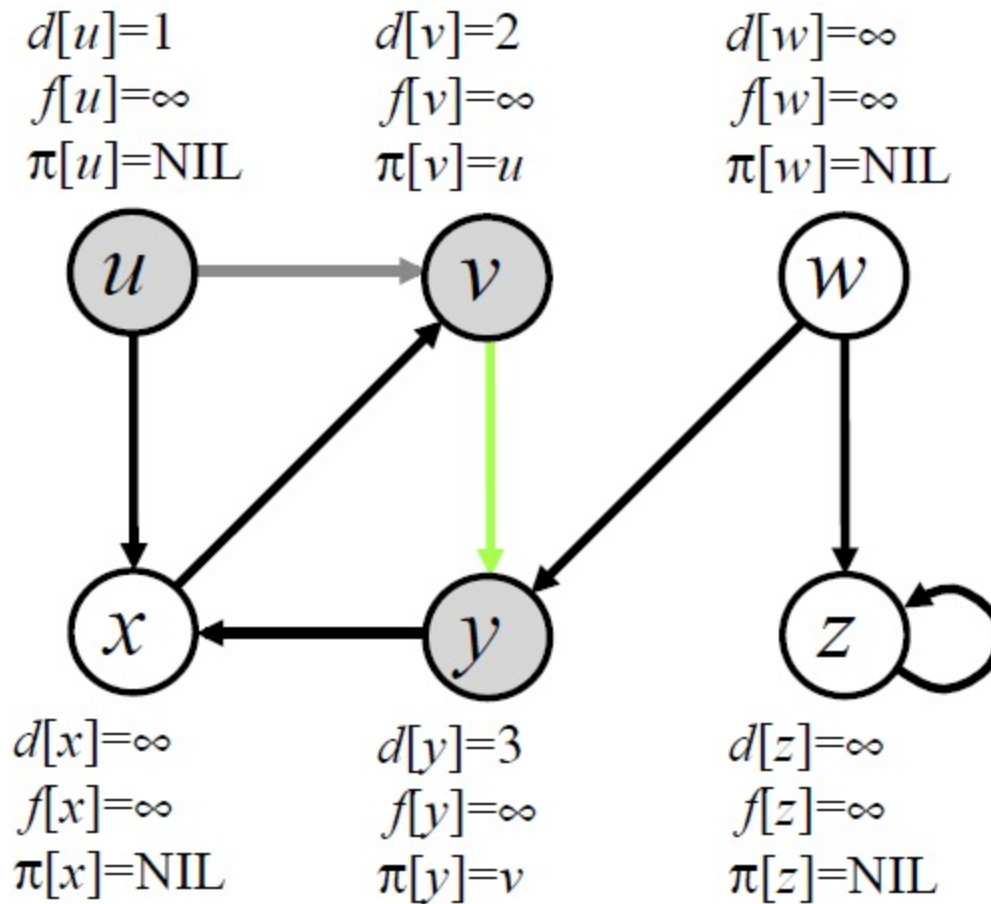 d[u]=1
f[u]=∞
π[u]=NIL
d[v]=2
f[v]=∞
π[v]=u
d[w]=∞
f[w]=∞
π[w]=NIL
u
v
w
x
y
z
d[x]=∞
f[x]=∞
π[x]=NIL
d[y]=3
f[y]=∞
π[y]=v
d[z]=∞
f[z]=∞
π[z]=NIL